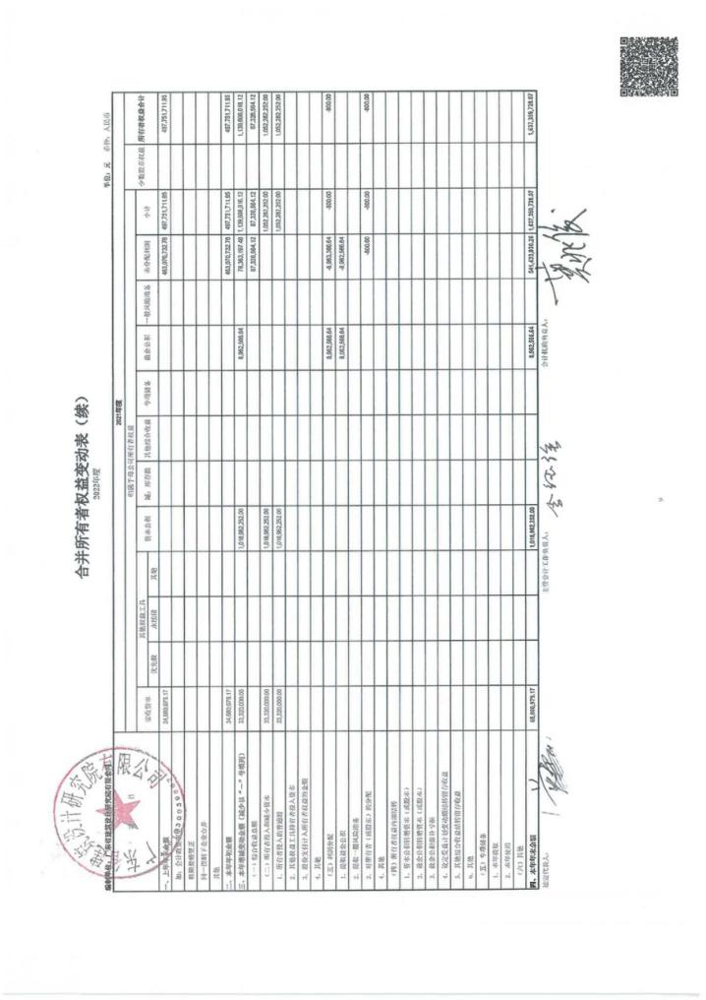 合并所有者权益变动表（续）
2022年度
单位：元 币种：人民币
2021年度
归属于母公司所有者权益 少数股东权益 所有者权益合计
实收资本 其他权益工具 资本公积 减：库存股 其他综合收益 专项储备 盈余公积 一般风险准备 未分配利润 小计
优先股 永续债 其他
一、上年年末余额 34,680,979.17 463,070,732.78 497,751,711.95 497,751,711.95
加：会计政策变更
前期差错更正
同一控制下企业合并
其他
二、本年年初余额 34,680,979.17 463,070,732.78 497,751,711.95 497,751,711.95
三、本年增减变动金额（减少以“－”号填列） 33,320,000.00 1,018,962,252.00 8,962,566.64 78,363,197.48 1,139,608,016.12 1,139,608,016.12
（一）综合收益总额 87,326,564.12 87,326,564.12 87,326,564.12
（二）所有者投入和减少资本 33,320,000.00 1,018,962,252.00 1,052,282,252.00 1,052,282,252.00
1、所有者投入的普通股 33,320,000.00 1,018,962,252.00 1,052,282,252.00 1,052,282,252.00
2、其他权益工具持有者投入资本
3、股份支付计入所有者权益的金额
4、其他
（三）利润分配 8,962,566.64 -8,963,366.64 -800.00 -800.00
1、提取盈余公积 8,962,566.64 -8,962,566.64
2、提取一般风险准备
3、对所有者（或股东）的分配 -800.00 -800.00 -800.00
4、其他
（四）所有者权益内部结转
1、资本公积转增资本（或股本）
2、盈余公积转增资本（或股本）
3、盈余公积弥补亏损
4、设定受益计划变动额结转留存收益
5、其他综合收益结转留存收益
6、其他
（五）专项储备
1、本年提取
2、本年使用
（六）其他
四、本年年末余额 68,000,979.17 1,018,962,252.00 8,962,566.64 541,433,930.26 1,637,359,728.07 1,637,359,728.07
法定代表人： 主管会计工作负责人： 会计机构负责人：